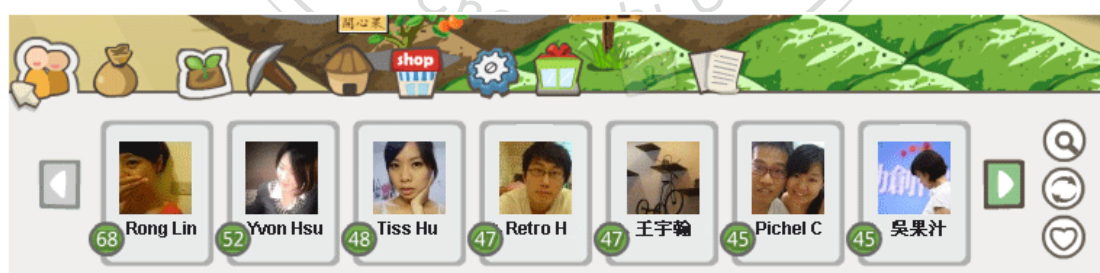 開心果
shop
68 Rong Lin
52 Yvon Hsu
48 Tiss Hu
47 Retro H
47 王宇翰
45 Pichel C
45 吳果汁